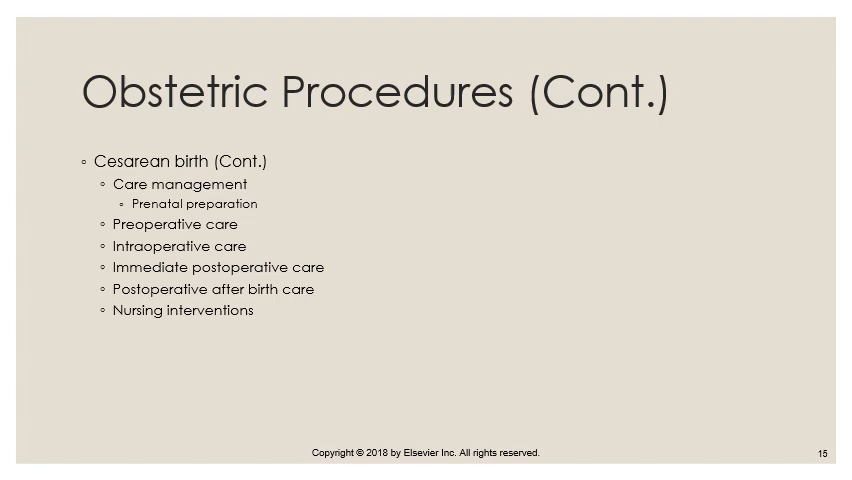 Obstetric Procedures (Cont.)
◦ Cesarean birth (Cont.)
◦ Care management
◦ Prenatal preparation
◦ Preoperative care
◦ Intraoperative care
◦ Immediate postoperative care
◦ Postoperative after birth care
◦ Nursing interventions
Copyright © 2018 by Elsevier Inc. All rights reserved.
15